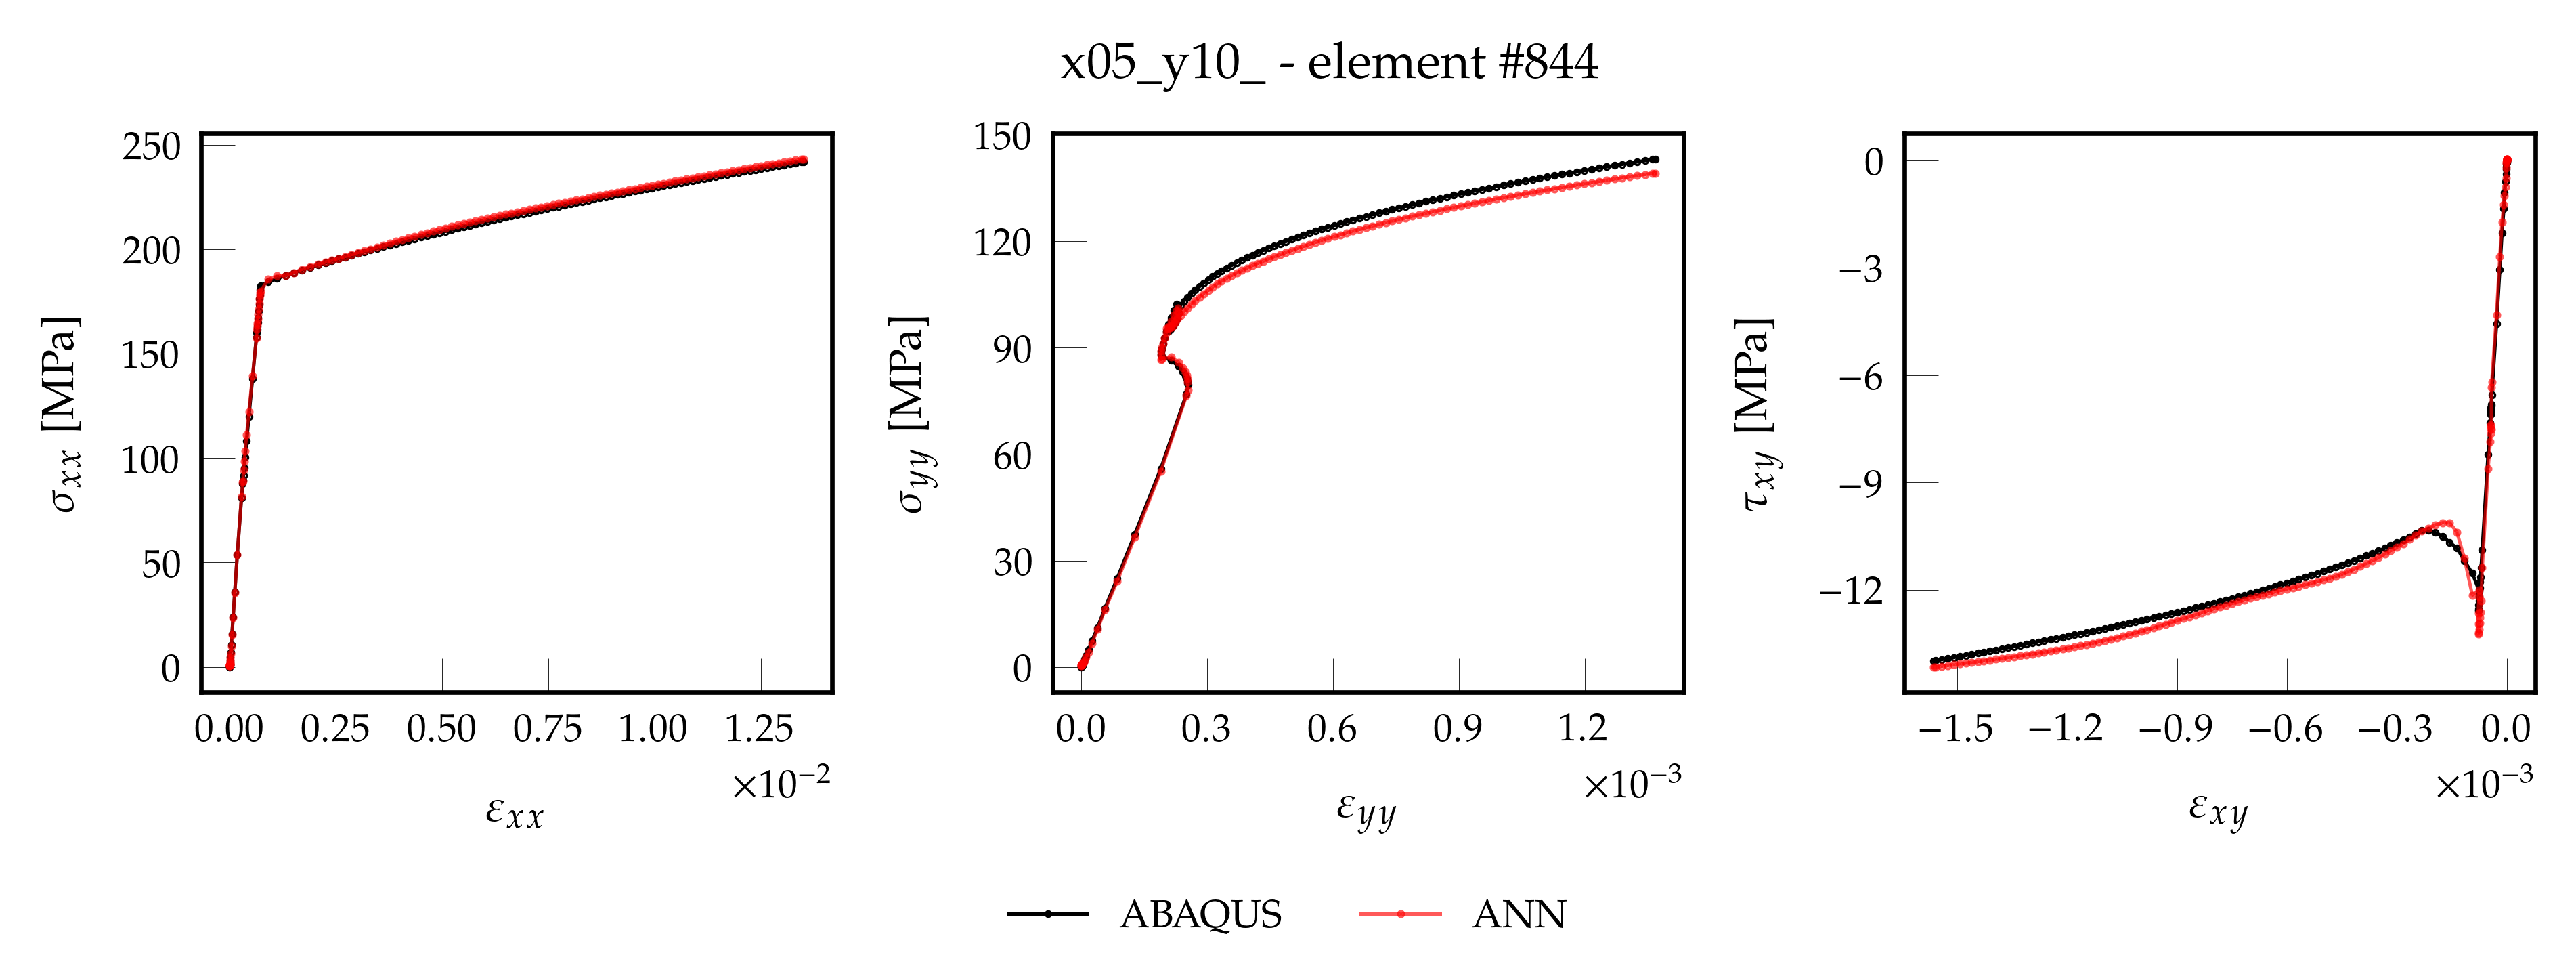 x05_y10_ - element #844
250
200
150
100
50
0
σxx [MPa]
0.00 0.25 0.50 0.75 1.00 1.25
×10−2
εxx
150
120
90
60
30
0
σyy [MPa]
0.0 0.3 0.6 0.9 1.2
×10−3
εyy
0
−3
−6
−9
−12
τxy [MPa]
−1.5 −1.2 −0.9 −0.6 −0.3 0.0
×10−3
εxy
ABAQUS ANN